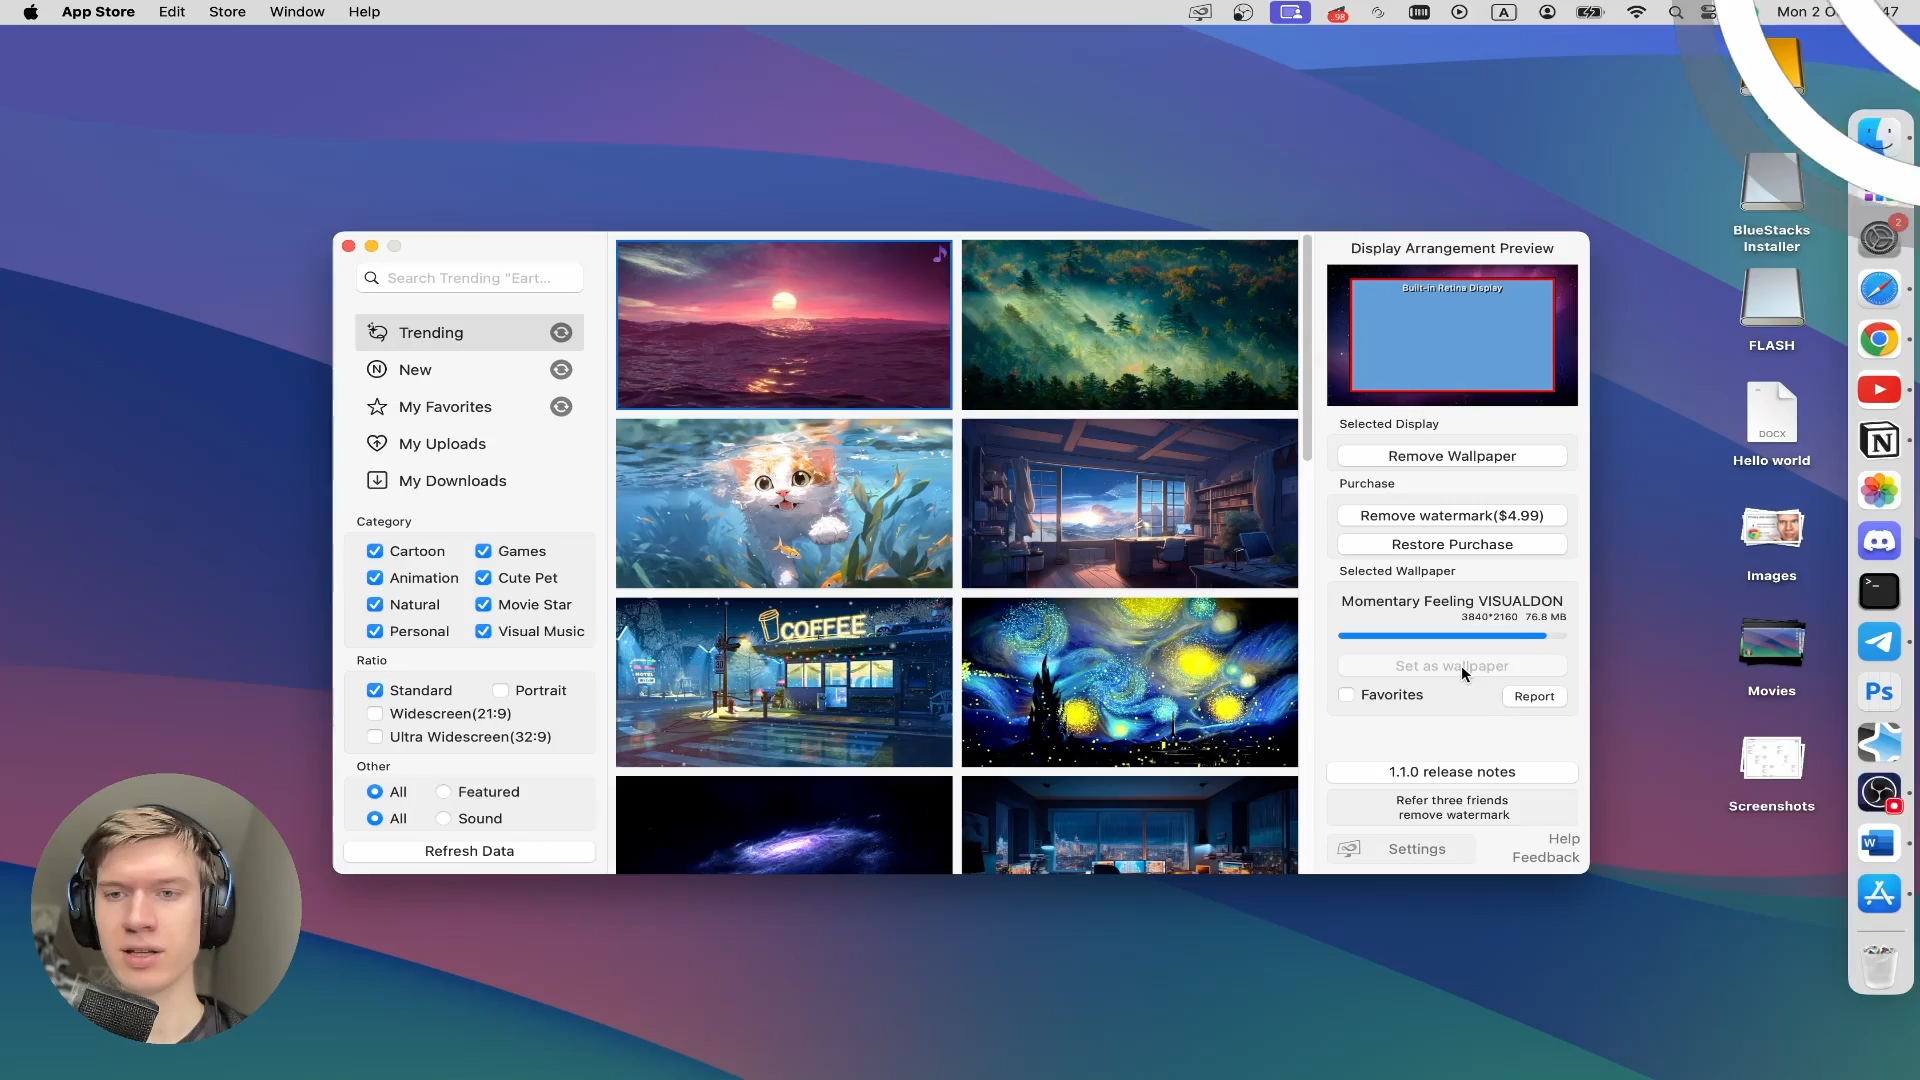 App Store Edit Store Window Help
.98
A
Mon 2 O
47
Search Trending "Eart...
Trending
New
My Favorites
My Uploads
My Downloads
Category
Cartoon Games
Animation Cute Pet
Natural Movie Star
Personal Visual Music
Ratio
Standard Portrait
Widescreen(21:9)
Ultra Widescreen(32:9)
Other
All Featured
All Sound
Refresh Data
COFFEE
Display Arrangement Preview
Built-in Retina Display
Selected Display
Remove Wallpaper
Purchase
Remove watermark($4.99)
Restore Purchase
Selected Wallpaper
Momentary Feeling VISUALDON
3840*2160 76.8 MB
Set as wallpaper
Favorites
Report
1.1.0 release notes
Refer three friends
remove watermark
Settings
Help
Feedback
BlueStacks
Installer
FLASH
DOCX
Hello world
Images
Movies
Screenshots
2
N
>_
Ps
W